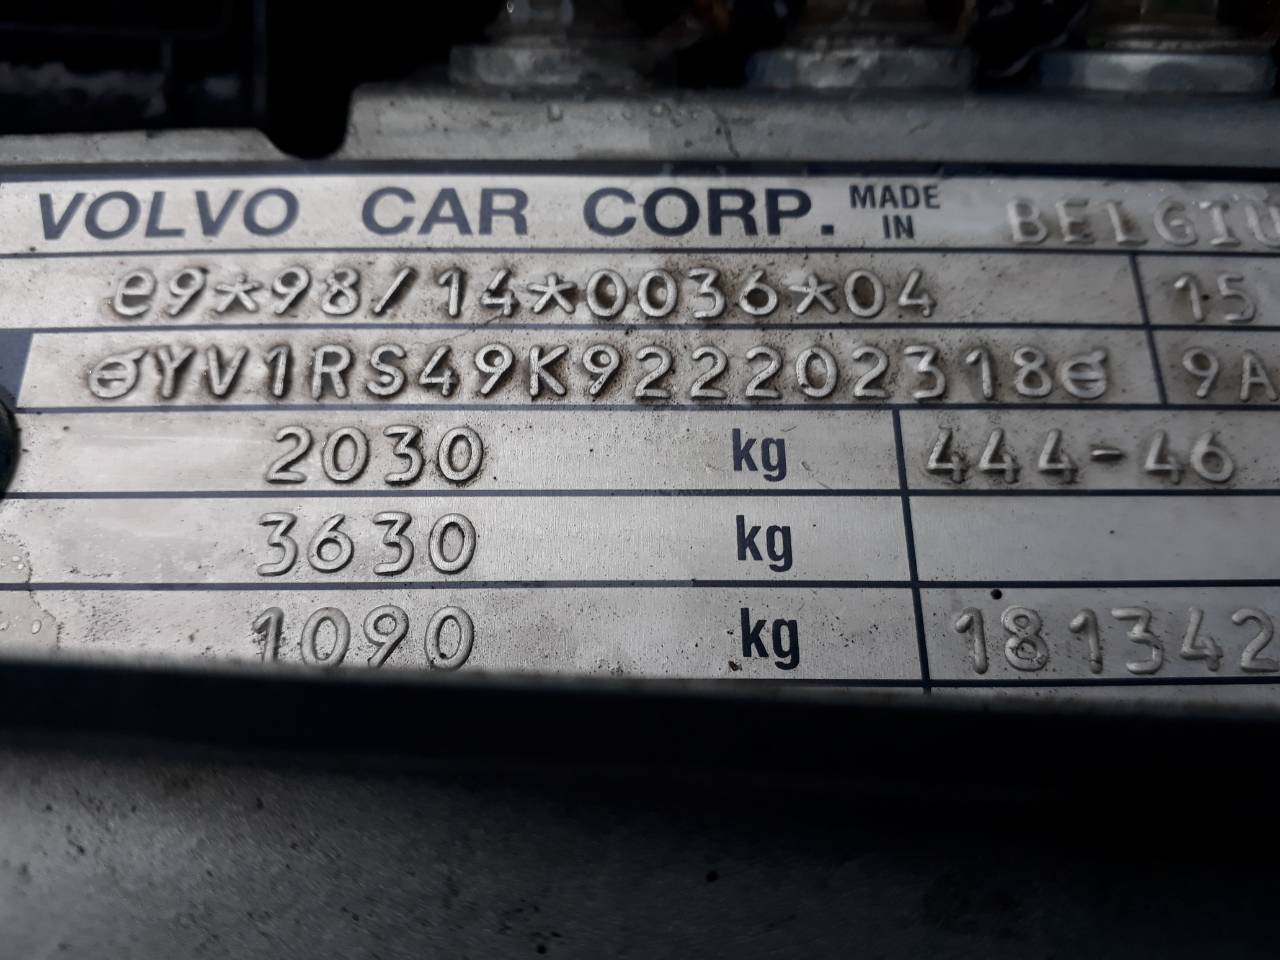 VOLVO CAR CORP. MADE IN BELGIU
e9*98/14*0036*04 15
YV1RS49K922202318 9A
2030 kg 444-46
3630 kg
1090 kg 181342